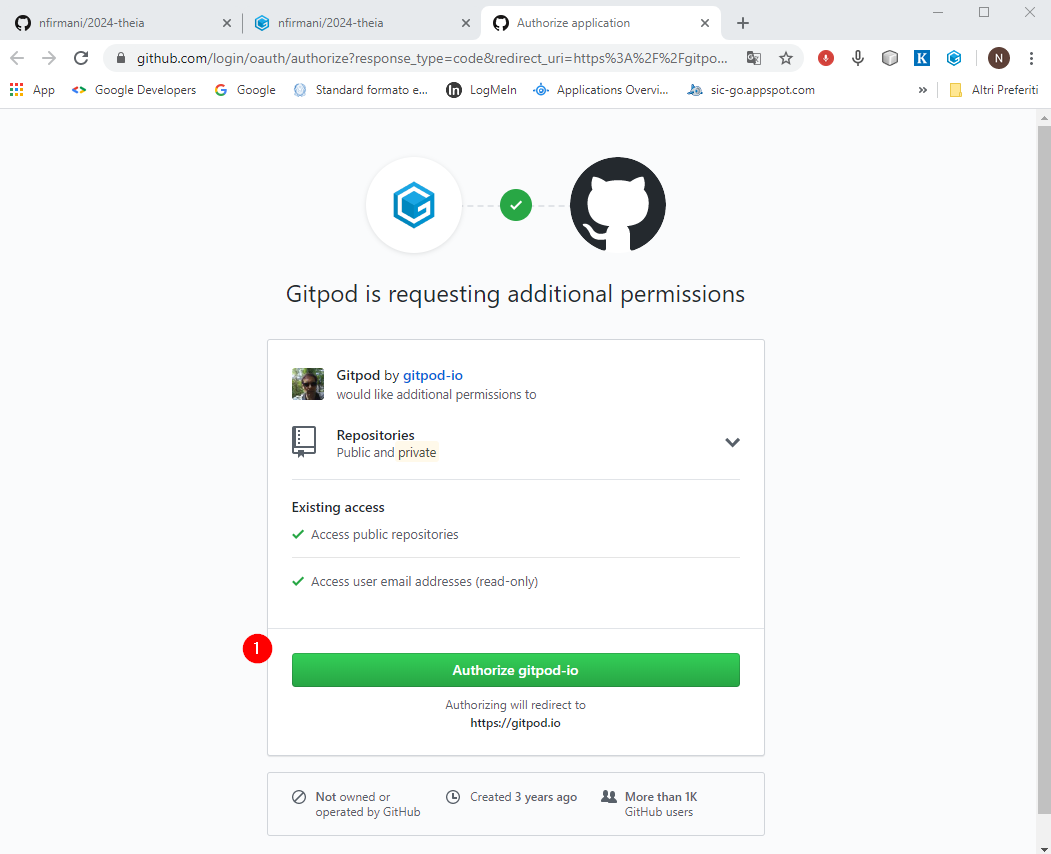 nfirmani/2024-theia
nfirmani/2024-theia
Authorize application
github.com/login/oauth/authorize?response_type=code&redirect_uri=https%3A%2F%2Fgitpo...
K
N
App
Google Developers
Google
Standard formato e...
LogMeIn
Applications Overvi...
sic-go.appspot.com
»
Altri Preferiti
Gitpod is requesting additional permissions
Gitpod by gitpod-io
would like additional permissions to
Repositories
Public and private
Existing access
Access public repositories
Access user email addresses (read-only)
1
Authorize gitpod-io
Authorizing will redirect to
https://gitpod.io
Not owned or
operated by GitHub
Created 3 years ago
More than 1K
GitHub users